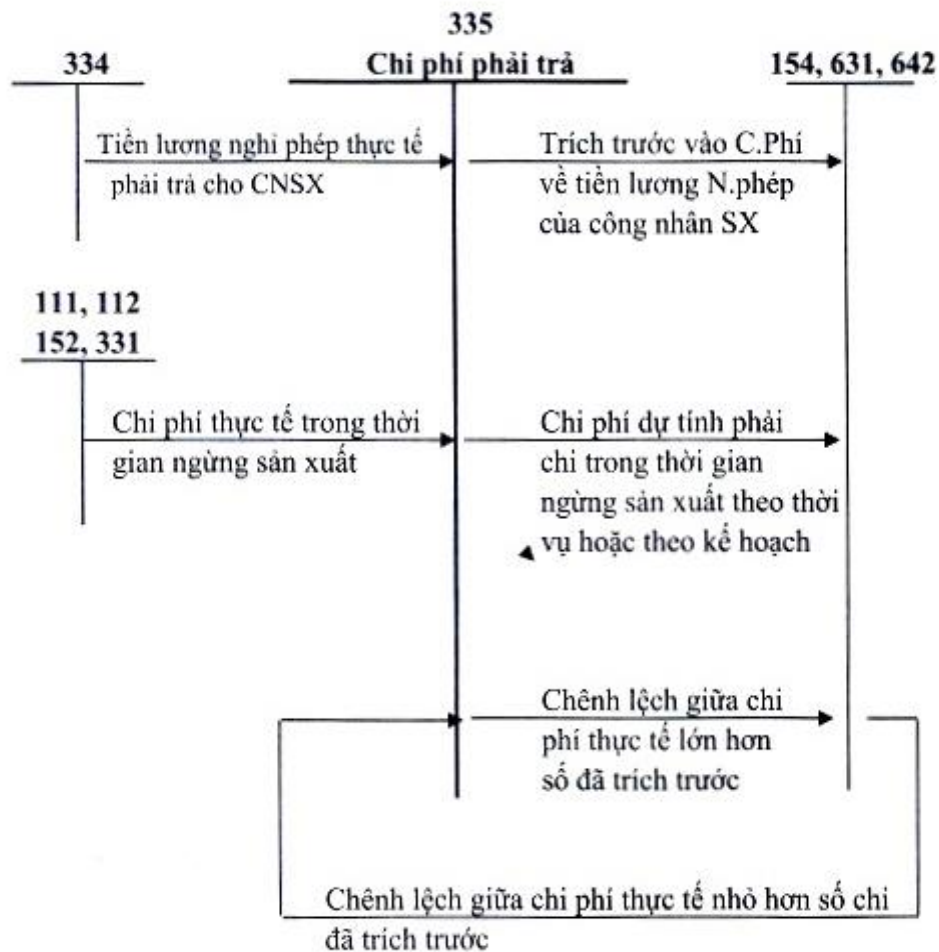 335
334
Chi phí phải trả
154, 631, 642
Tiền lương nghỉ phép thực tế
phải trả cho CNSX
Trích trước vào C.Phí
về tiền lương N.phép
của công nhân SX
111, 112
152, 331
Chi phí thực tế trong thời
gian ngừng sản xuất
Chi phí dự tính phải
chi trong thời gian
ngừng sản xuất theo thời
vụ hoặc theo kế hoạch
Chênh lệch giữa chi
phí thực tế lớn hơn
số đã trích trước
Chênh lệch giữa chi phí thực tế nhỏ hơn số chi
đã trích trước